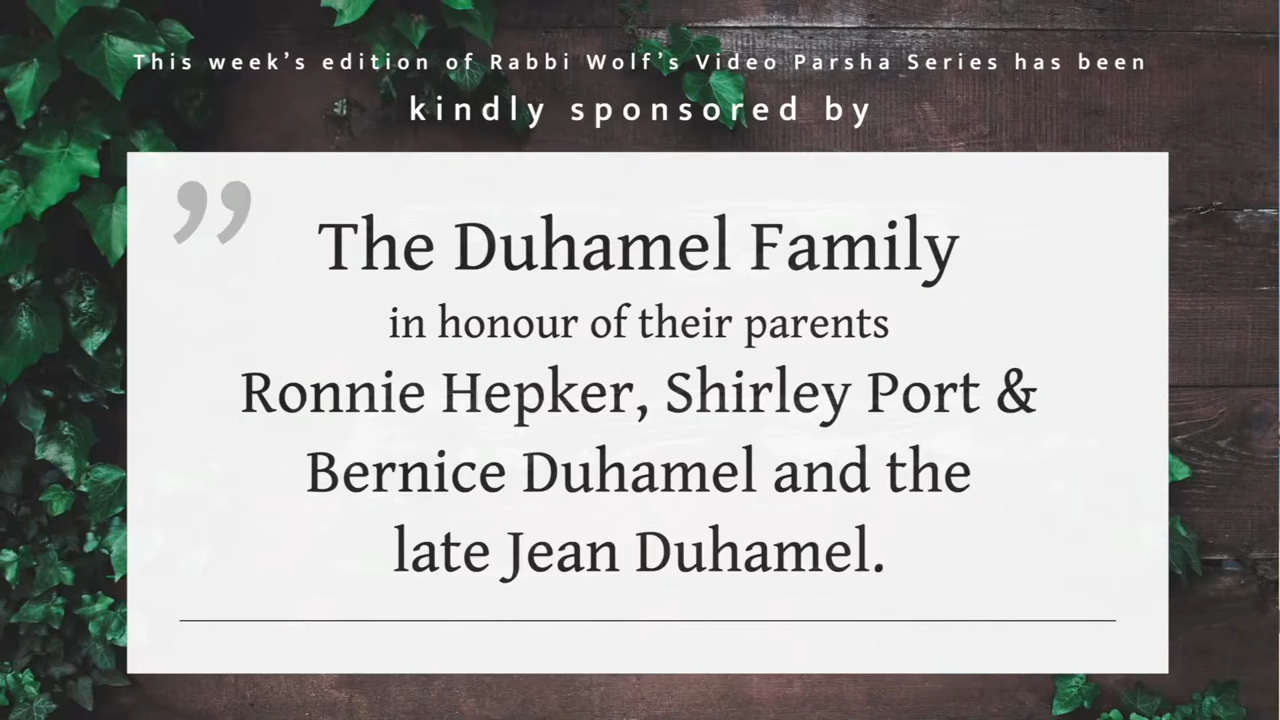 This week’s edition of Rabbi Wolf’s Video Parsha Series has been
kindly sponsored by
”
The Duhamel Family
in honour of their parents
Ronnie Hepker, Shirley Port &
Bernice Duhamel and the
late Jean Duhamel.